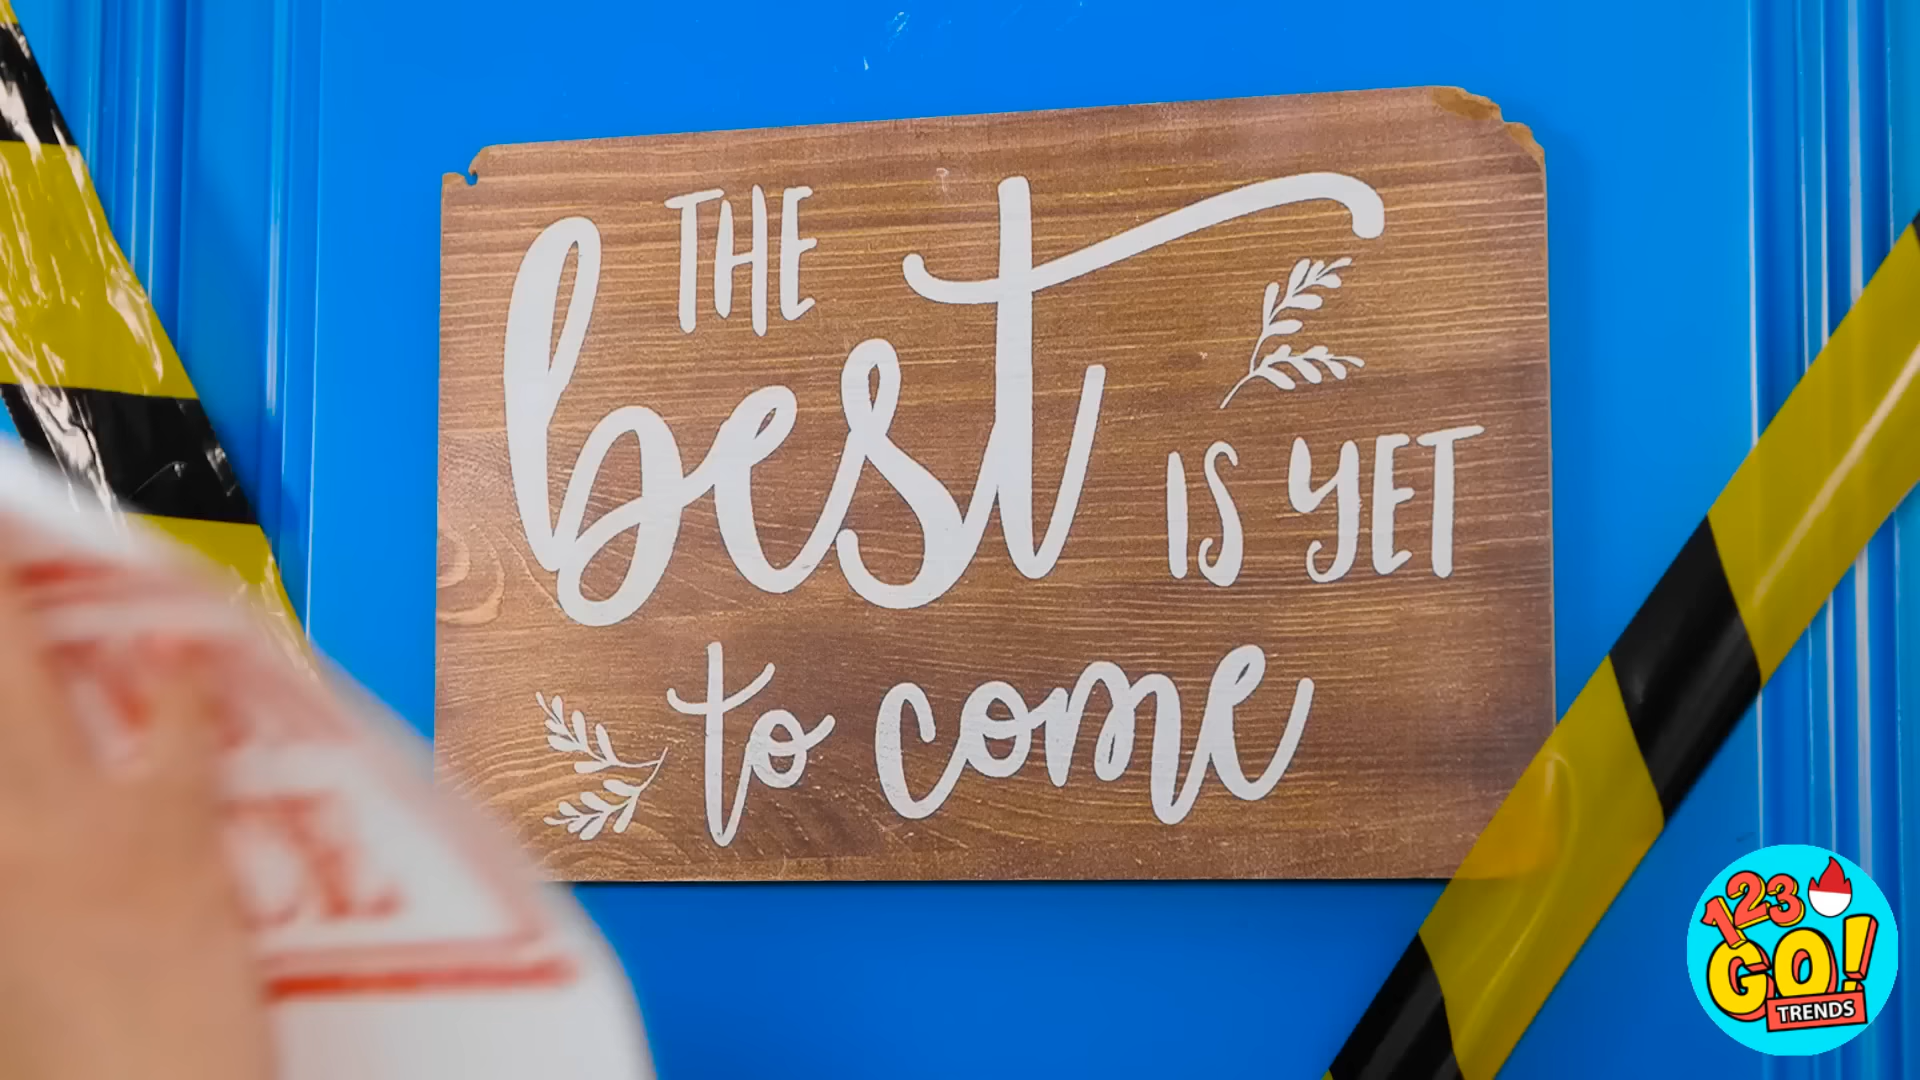 THE
best
IS YET
to come
123
GO!
TRENDS